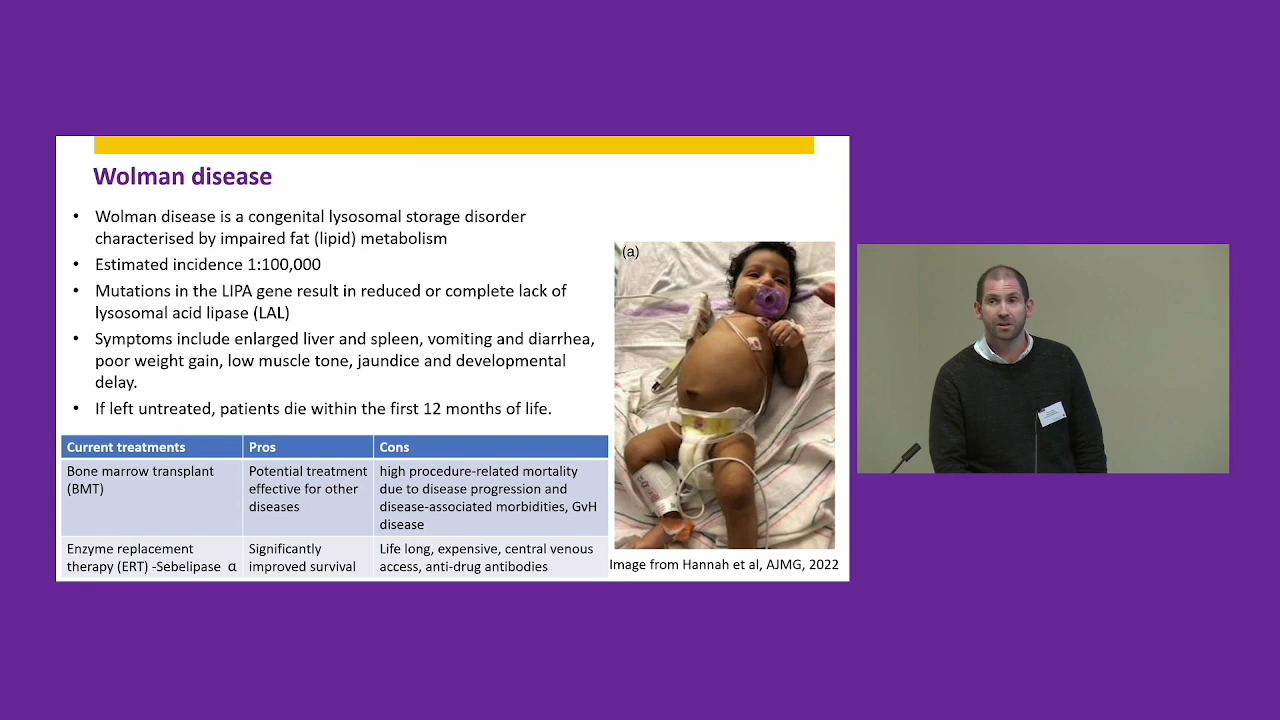 Wolman disease
• Wolman disease is a congenital lysosomal storage disorder
characterised by impaired fat (lipid) metabolism
• Estimated incidence 1:100,000
• Mutations in the LIPA gene result in reduced or complete lack of
lysosomal acid lipase (LAL)
• Symptoms include enlarged liver and spleen, vomiting and diarrhea,
poor weight gain, low muscle tone, jaundice and developmental
delay.
• If left untreated, patients die within the first 12 months of life.
Current treatments Pros Cons
Bone marrow transplant Potential treatment high procedure-related mortality
(BMT) effective for other due to disease progression and
diseases disease-associated morbidities, GvH
disease
Enzyme replacement Significantly Life long, expensive, central venous
therapy (ERT) -Sebelipase α improved survival access, anti-drug antibodies
(a)
Image from Hannah et al, AJMG, 2022